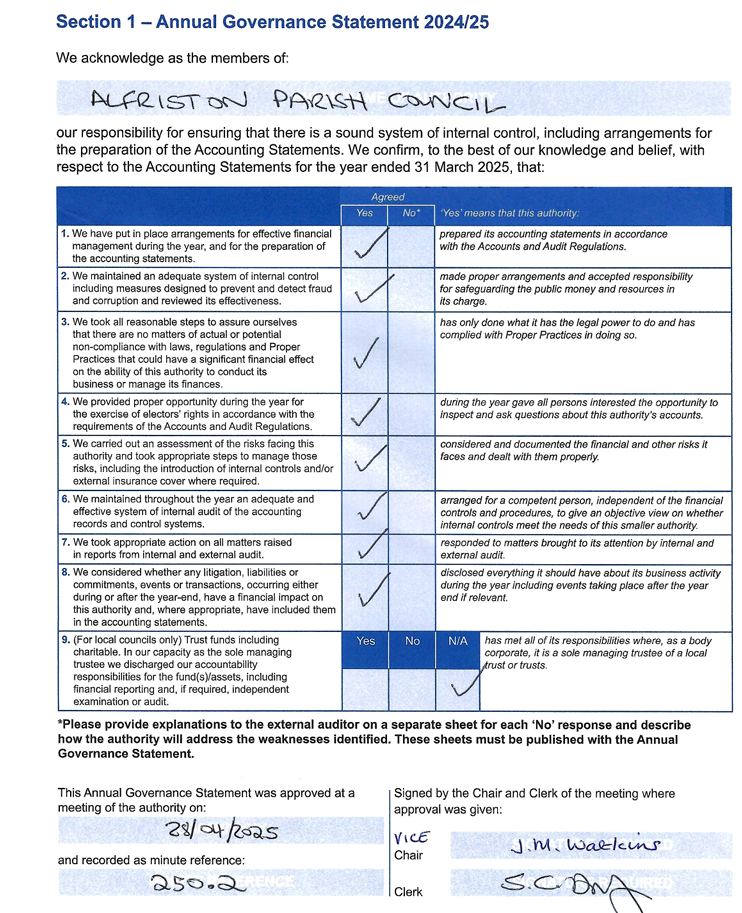 Section 1 – Annual Governance Statement 2024/25
We acknowledge as the members of:
ALFRISTON PARISH COUNCIL
our responsibility for ensuring that there is a sound system of internal control, including arrangements for
the preparation of the Accounting Statements. We confirm, to the best of our knowledge and belief, with
respect to the Accounting Statements for the year ended 31 March 2025, that:
Agreed
Yes No* 'Yes' means that this authority:
1. We have put in place arrangements for effective financial
management during the year, and for the preparation of
the accounting statements.
prepared its accounting statements in accordance
with the Accounts and Audit Regulations.
2. We maintained an adequate system of internal control
including measures designed to prevent and detect fraud
and corruption and reviewed its effectiveness.
made proper arrangements and accepted responsibility
for safeguarding the public money and resources in
its charge.
3. We took all reasonable steps to assure ourselves
that there are no matters of actual or potential
non-compliance with laws, regulations and Proper
Practices that could have a significant financial effect
on the ability of this authority to conduct its
business or manage its finances.
has only done what it has the legal power to do and has
complied with Proper Practices in doing so.
4. We provided proper opportunity during the year for
the exercise of electors' rights in accordance with the
requirements of the Accounts and Audit Regulations.
during the year gave all persons interested the opportunity to
inspect and ask questions about this authority's accounts.
5. We carried out an assessment of the risks facing this
authority and took appropriate steps to manage those
risks, including the introduction of internal controls and/or
external insurance cover where required.
considered and documented the financial and other risks it
faces and dealt with them properly.
6. We maintained throughout the year an adequate and
effective system of internal audit of the accounting
records and control systems.
arranged for a competent person, independent of the financial
controls and procedures, to give an objective view on whether
internal controls meet the needs of this smaller authority.
7. We took appropriate action on all matters raised
in reports from internal and external audit.
responded to matters brought to its attention by internal and
external audit.
8. We considered whether any litigation, liabilities or
commitments, events or transactions, occurring either
during or after the year-end, have a financial impact on
this authority and, where appropriate, have included them
in the accounting statements.
disclosed everything it should have about its business activity
during the year including events taking place after the year
end if relevant.
9. (For local councils only) Trust funds including
charitable. In our capacity as the sole managing
trustee we discharged our accountability
responsibilities for the fund(s)/assets, including
financial reporting and, if required, independent
examination or audit.
Yes No N/A
has met all of its responsibilities where, as a body
corporate, it is a sole managing trustee of a local
trust or trusts.
*Please provide explanations to the external auditor on a separate sheet for each 'No' response and describe
how the authority will address the weaknesses identified. These sheets must be published with the Annual
Governance Statement.
This Annual Governance Statement was approved at a
meeting of the authority on:
28/04/2025
and recorded as minute reference:
250.2
Signed by the Chair and Clerk of the meeting where
approval was given:
VICE
Chair
J.M. Watkins
Clerk